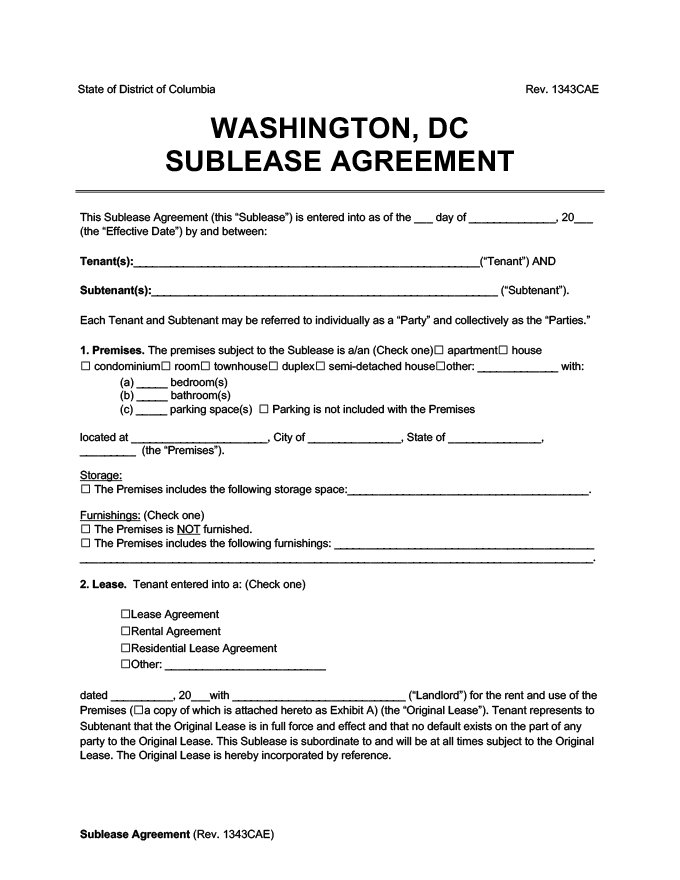 State of District of Columbia Rev. 1343CAE
WASHINGTON, DC
SUBLEASE AGREEMENT
This Sublease Agreement (this “Sublease”) is entered into as of the ___ day of ______________, 20___
(the “Effective Date”) by and between:
Tenant(s):_________________________________________________________(“Tenant”) AND
Subtenant(s):_________________________________________________________ (“Subtenant”).
Each Tenant and Subtenant may be referred to individually as a “Party” and collectively as the “Parties.”
1. Premises. The premises subject to the Sublease is a/an (Check one)☐ apartment☐ house
☐ condominium☐ room☐ townhouse☐ duplex☐ semi-detached house☐other: _____________ with:
(a) _____ bedroom(s)
(b) _____ bathroom(s)
(c) _____ parking space(s) ☐ Parking is not included with the Premises
located at ______________________, City of _______________, State of _______________,
_________ (the “Premises”).
Storage:
☐ The Premises includes the following storage space:_______________________________________.
Furnishings: (Check one)
☐ The Premises is NOT furnished.
☐ The Premises includes the following furnishings: __________________________________________
___________________________________________________________________________________.
2. Lease. Tenant entered into a: (Check one)
☐Lease Agreement
☐Rental Agreement
☐Residential Lease Agreement
☐Other: __________________________
dated __________, 20___with ____________________________ (“Landlord”) for the rent and use of the
Premises (☐a copy of which is attached hereto as Exhibit A) (the “Original Lease”). Tenant represents to
Subtenant that the Original Lease is in full force and effect and that no default exists on the part of any
party to the Original Lease. This Sublease is subordinate to and will be at all times subject to the Original
Lease. The Original Lease is hereby incorporated by reference.
Sublease Agreement (Rev. 1343CAE)